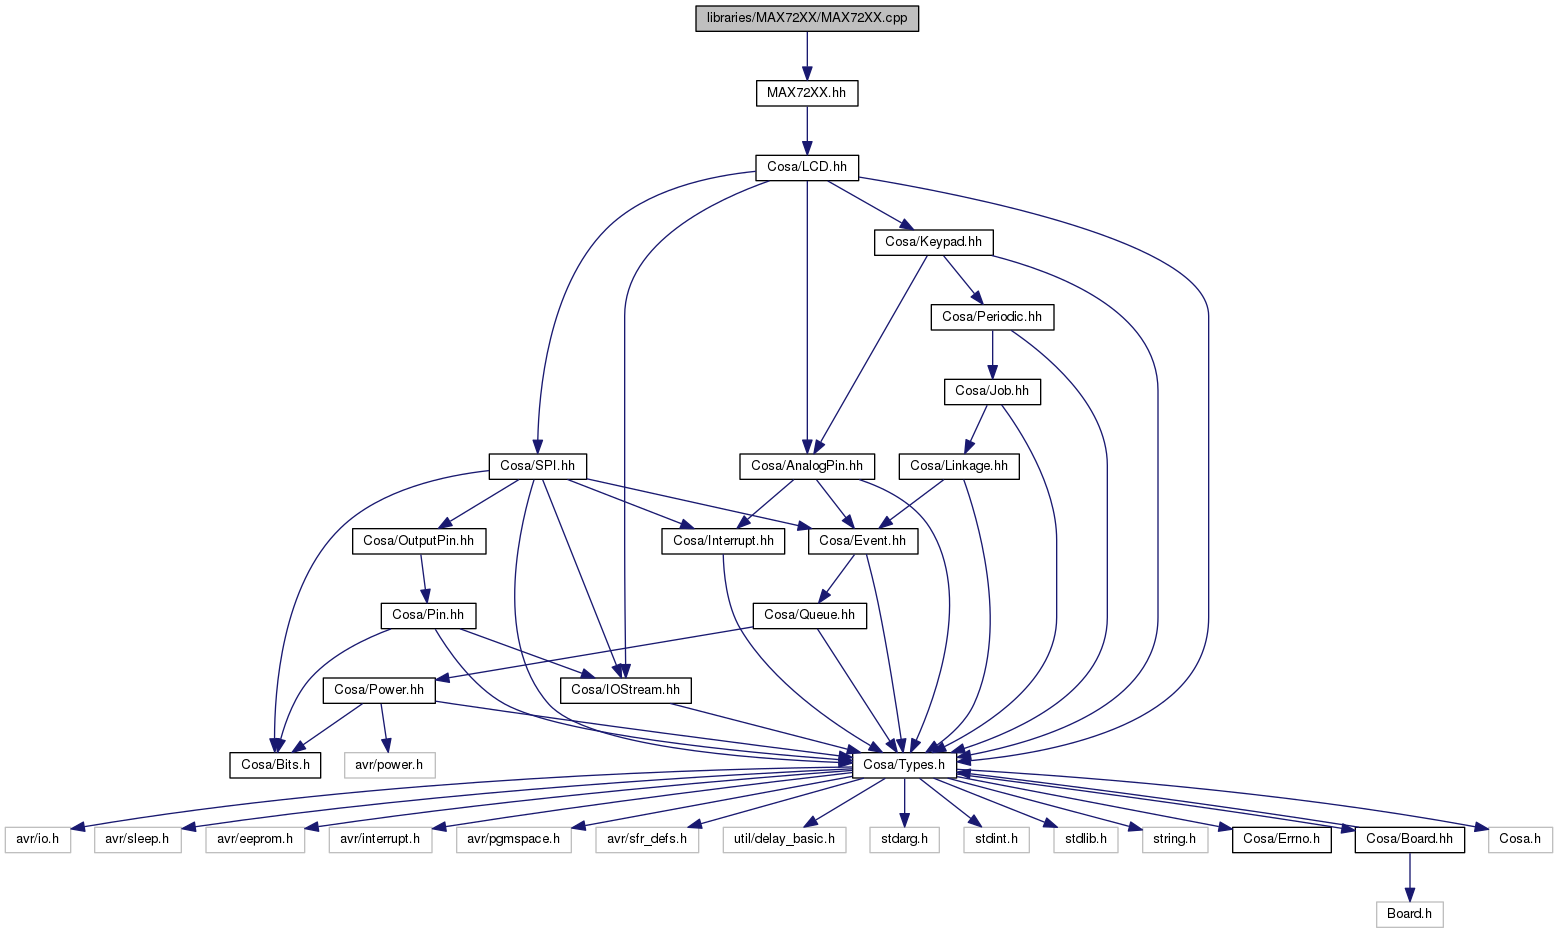 libraries/MAX72XX/MAX72XX.cpp
MAX72XX.hh
Cosa/LCD.hh
Cosa/Keypad.hh
Cosa/Periodic.hh
Cosa/Job.hh
Cosa/SPI.hh
Cosa/AnalogPin.hh
Cosa/Linkage.hh
Cosa/OutputPin.hh
Cosa/Interrupt.hh
Cosa/Event.hh
Cosa/Pin.hh
Cosa/Queue.hh
Cosa/Power.hh
Cosa/IOStream.hh
Cosa/Bits.h
avr/power.h
Cosa/Types.h
avr/io.h
avr/sleep.h
avr/eeprom.h
avr/interrupt.h
avr/pgmspace.h
avr/sfr_defs.h
util/delay_basic.h
stdarg.h
stdint.h
stdlib.h
string.h
Cosa/Errno.h
Cosa/Board.hh
Cosa.h
Board.h